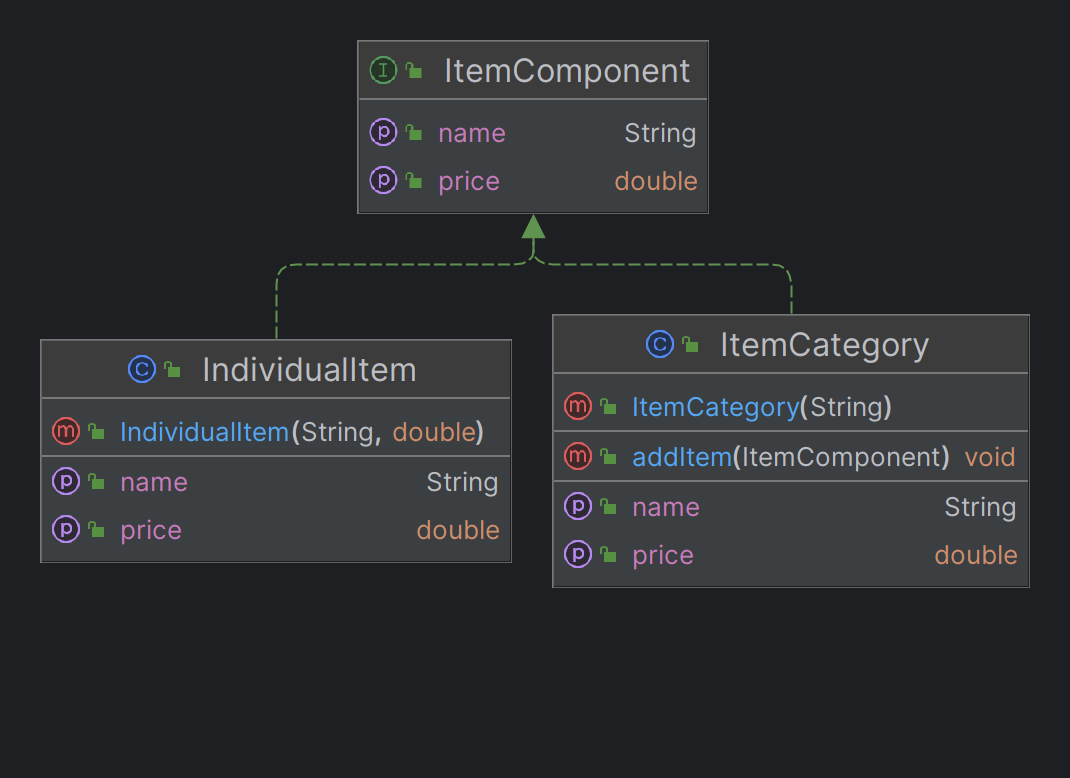 I ItemComponent
p name String
p price double
C IndividualItem
m IndividualItem(String, double)
p name String
p price double
C ItemCategory
m ItemCategory(String)
m addItem(ItemComponent) void
p name String
p price double